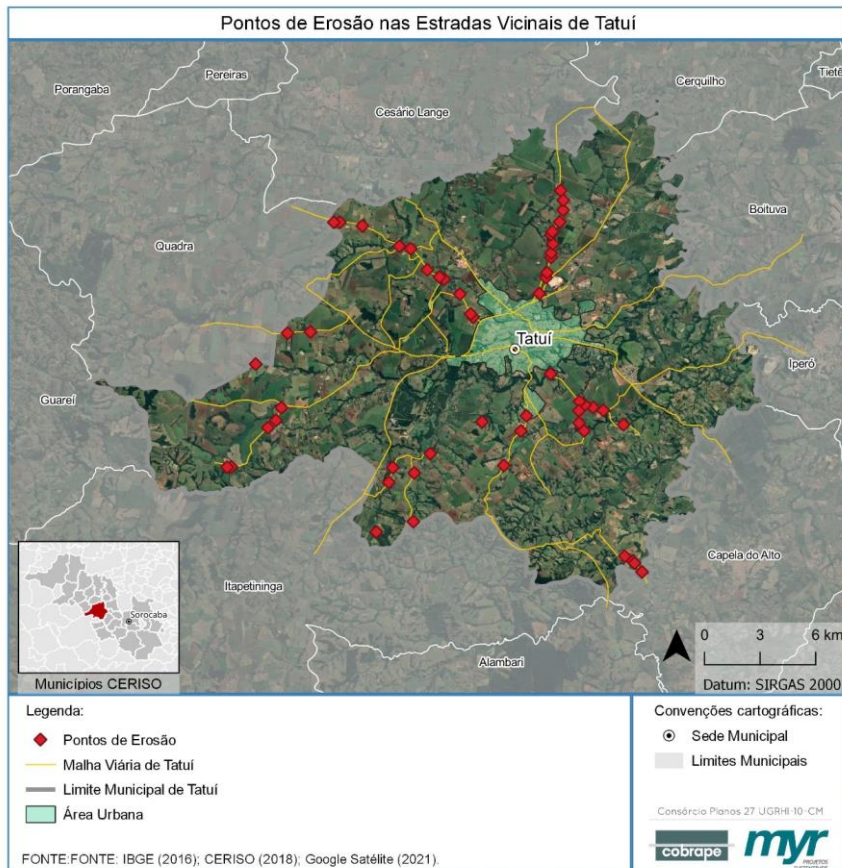 Pontos de Erosão nas Estradas Vicinais de Tatuí
Tietê
Pereiras
Cerquilho
Porangaba
Cesário Lange
Boituva
Quadra
Tatuí
Iperó
Guareí
Capela do Alto
Itapetininga
Alambari
Sorocaba
Municípios CERISO
0 3 6 km
Datum: SIRGAS 2000
Legenda:
Pontos de Erosão
Malha Viária de Tatuí
Limite Municipal de Tatuí
Área Urbana
FONTE:FONTE: IBGE (2016); CERISO (2018); Google Satélite (2021).
Convenções cartográficas:
Sede Municipal
Limites Municipais
Consórcio Planos 27 UGRHI-10-CM
cobrape
myr
PROJETOS
SUSTENTÁVEIS